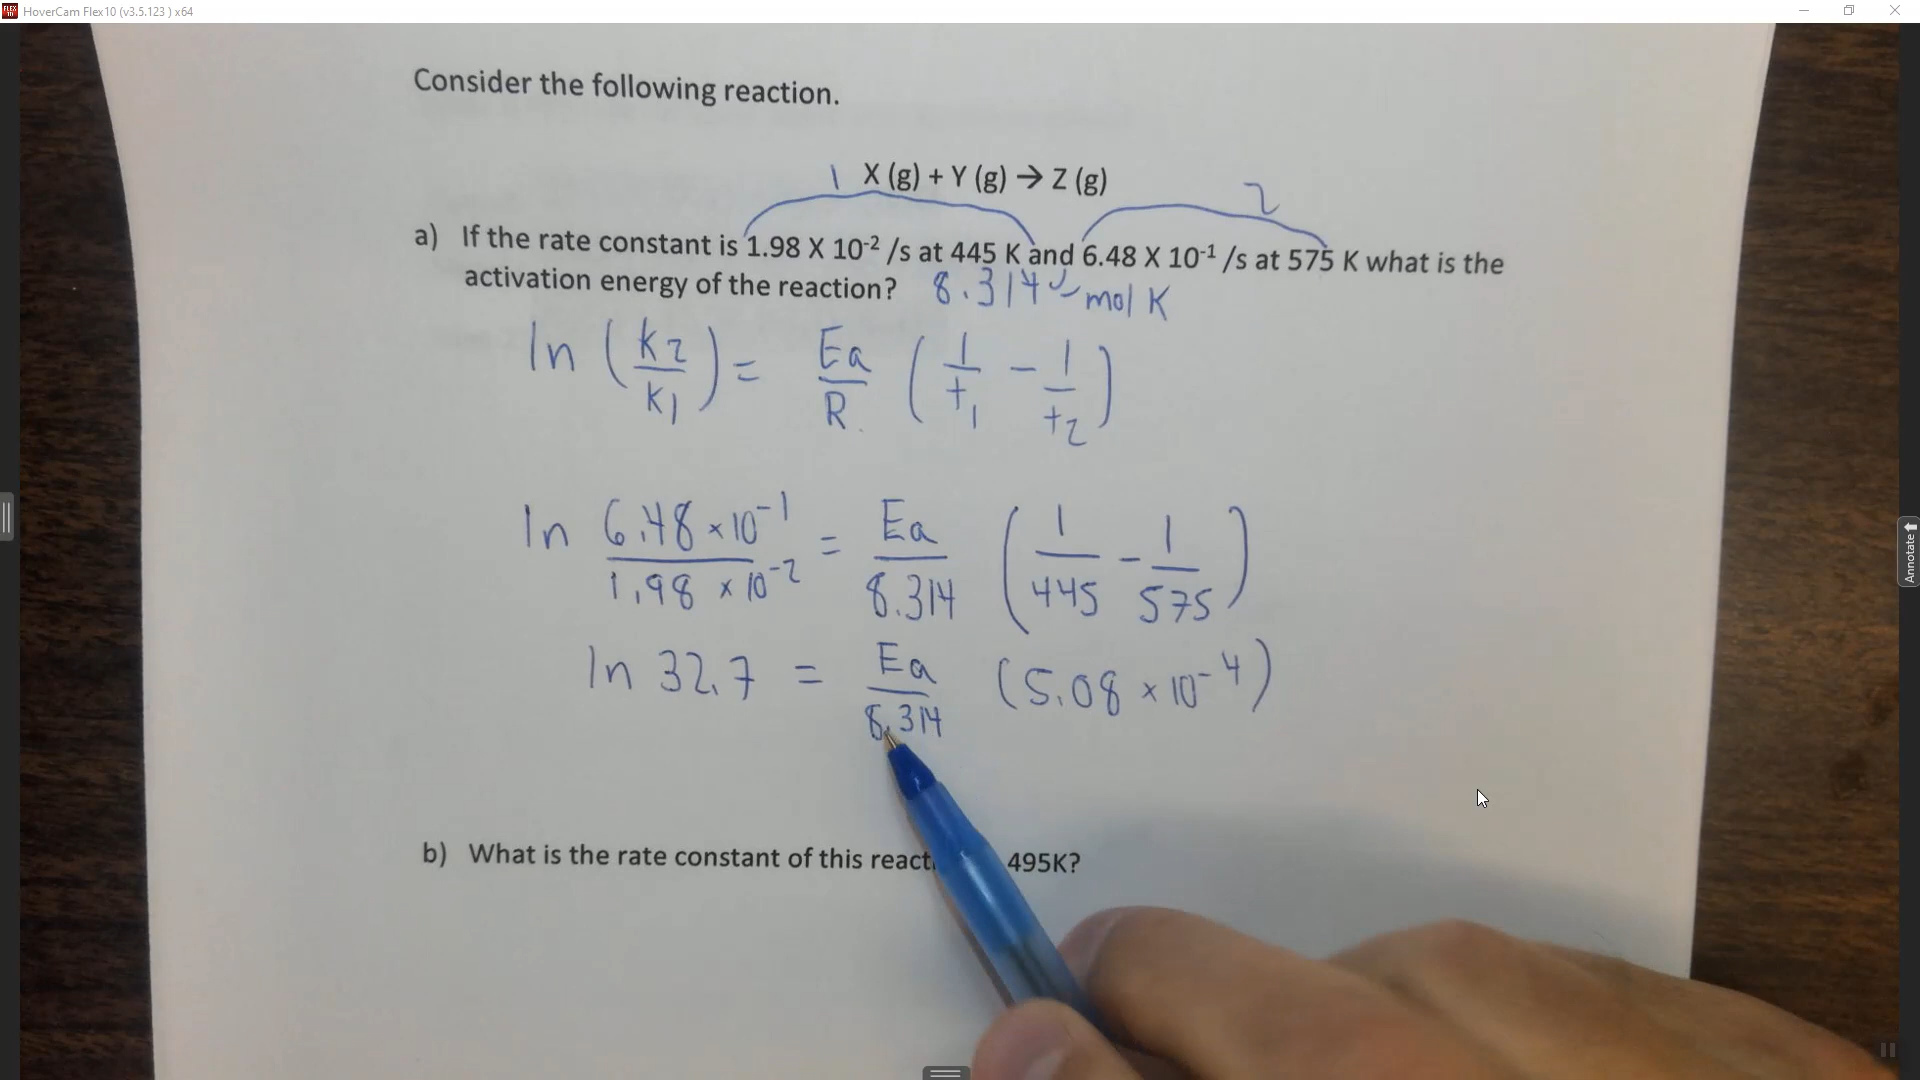 HoverCam Flex10 (v3.5.123 ) x64
Consider the following reaction.
1 X (g) + Y (g) → Z (g) 2
a) If the rate constant is 1.98 X 10⁻² /s at 445 K and 6.48 X 10⁻¹ /s at 575 K what is the
activation energy of the reaction? 8.314 J/mol K
ln (k2/k1) = Ea/R (1/t1 - 1/t2)
ln 6.48 × 10⁻¹ / 1.98 × 10⁻² = Ea/8.314 (1/445 - 1/575)
ln 32.7 = Ea/8.314 (5.08 × 10⁻⁴)
b) What is the rate constant of this react 495K?
Annotate